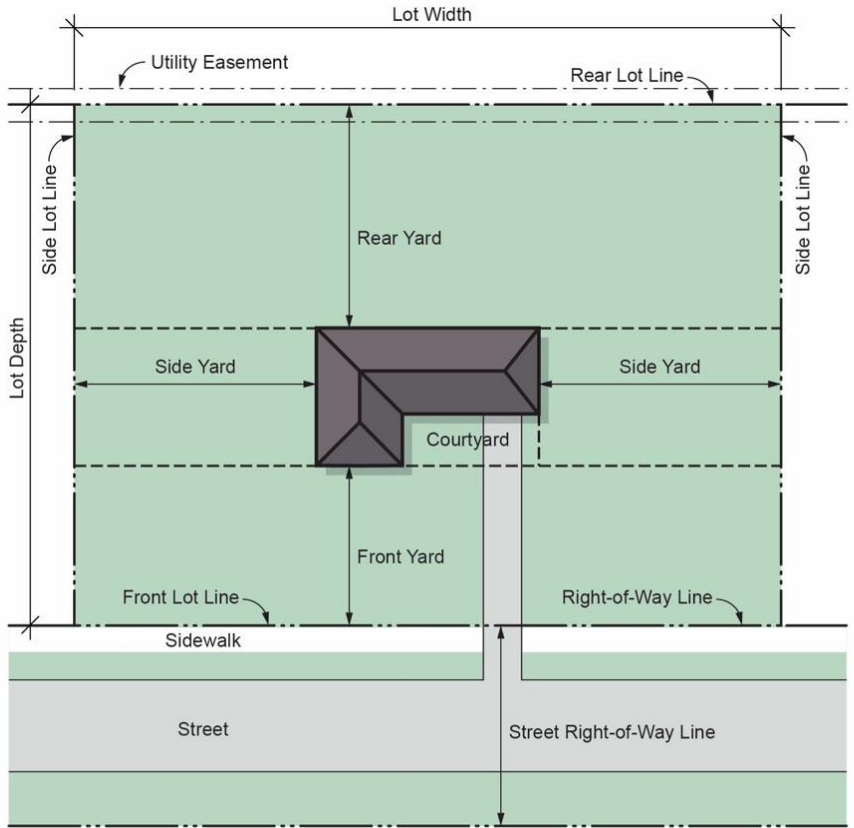 Lot Width
Utility Easement
Rear Lot Line
Side Lot Line
Side Lot Line
Rear Yard
Lot Depth
Side Yard
Side Yard
Courtyard
Front Yard
Front Lot Line
Right-of-Way Line
Sidewalk
Street
Street Right-of-Way Line